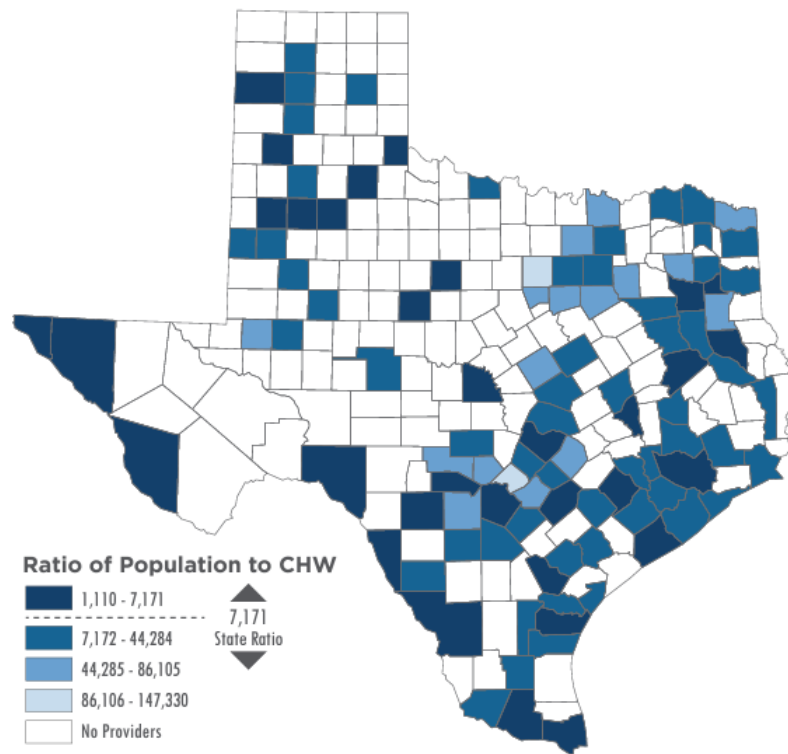 Ratio of Population to CHW
1,110 - 7,171
7,171
State Ratio
7,172 - 44,284
44,285 - 86,105
86,106 - 147,330
No Providers